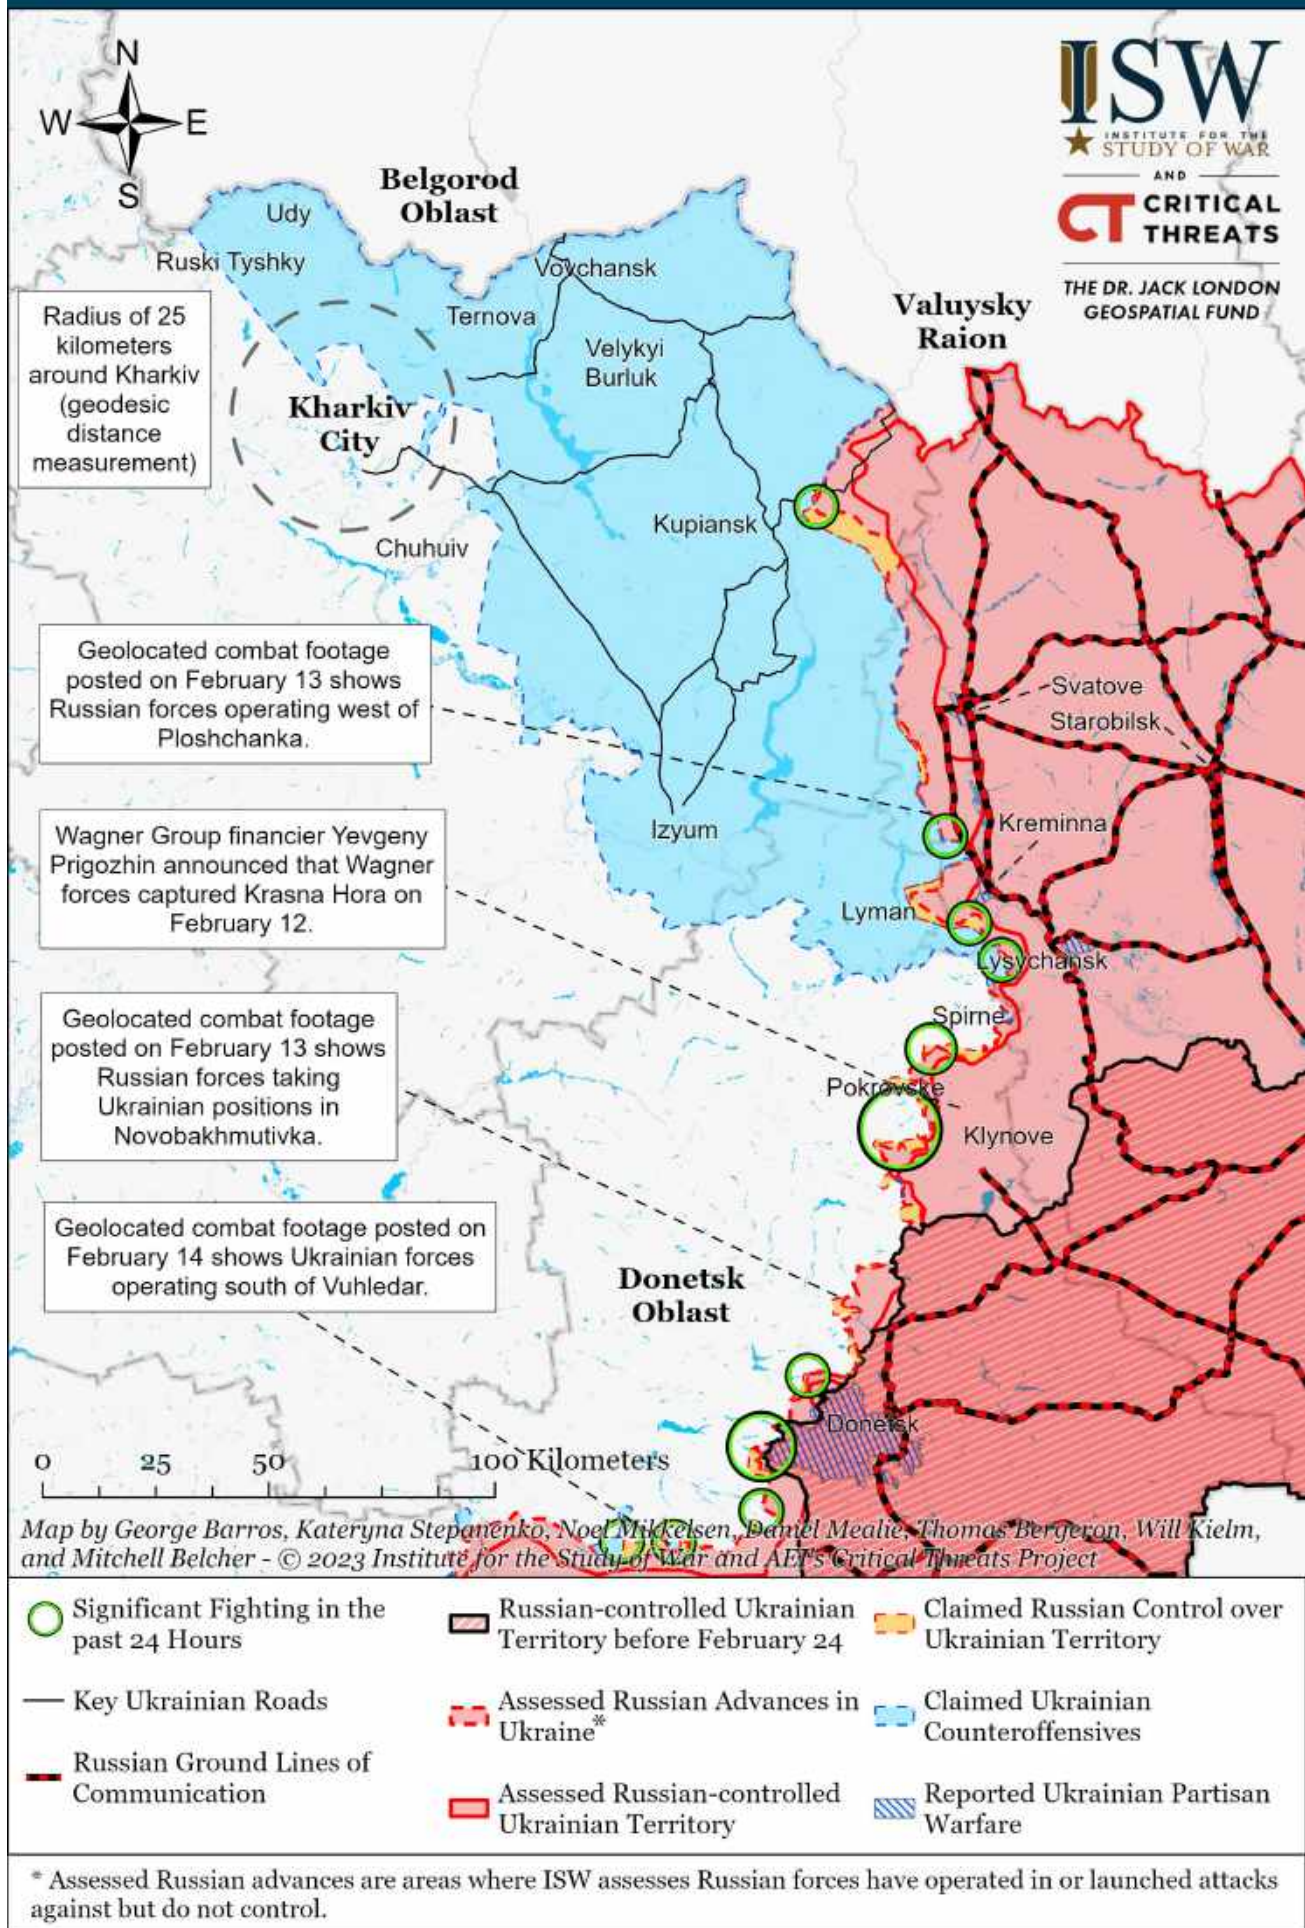 N
W E
S
ISW
INSTITUTE FOR THE
STUDY OF WAR
AND
CT CRITICAL
THREATS
THE DR. JACK LONDON
GEOSPATIAL FUND
Belgorod
Oblast
Udy
Ruski Tyshky
Vovchansk
Ternova
Valuysky
Raion
Radius of 25
kilometers
around Kharkiv
(geodesic
distance
measurement)
Velykyi
Burluk
Kharkiv
City
Kupiansk
Chuhuiv
Geolocated combat footage
posted on February 13 shows
Russian forces operating west of
Ploshchanka.
Svatove
Starobilsk
Izyum
Kreminna
Wagner Group financier Yevgeny
Prigozhin announced that Wagner
forces captured Krasna Hora on
February 12.
Lyman
Lysychansk
Spirne
Geolocated combat footage
posted on February 13 shows
Russian forces taking
Ukrainian positions in
Novobakhmutivka.
Pokrovske
Klynove
Geolocated combat footage posted on
February 14 shows Ukrainian forces
operating south of Vuhledar.
Donetsk
Oblast
Donetsk
0 25 50 100 Kilometers
Map by George Barros, Kateryna Stepanenko, Noel Mikkelsen, Daniel Mealie, Thomas Bergeron, Will Kielm,
and Mitchell Belcher - © 2023 Institute for the Study of War and AEI's Critical Threats Project
Significant Fighting in the
past 24 Hours
Key Ukrainian Roads
Russian Ground Lines of
Communication
Russian-controlled Ukrainian
Territory before February 24
Assessed Russian Advances in
Ukraine*
Assessed Russian-controlled
Ukrainian Territory
Claimed Russian Control over
Ukrainian Territory
Claimed Ukrainian
Counteroffensives
Reported Ukrainian Partisan
Warfare
* Assessed Russian advances are areas where ISW assesses Russian forces have operated in or launched attacks
against but do not control.